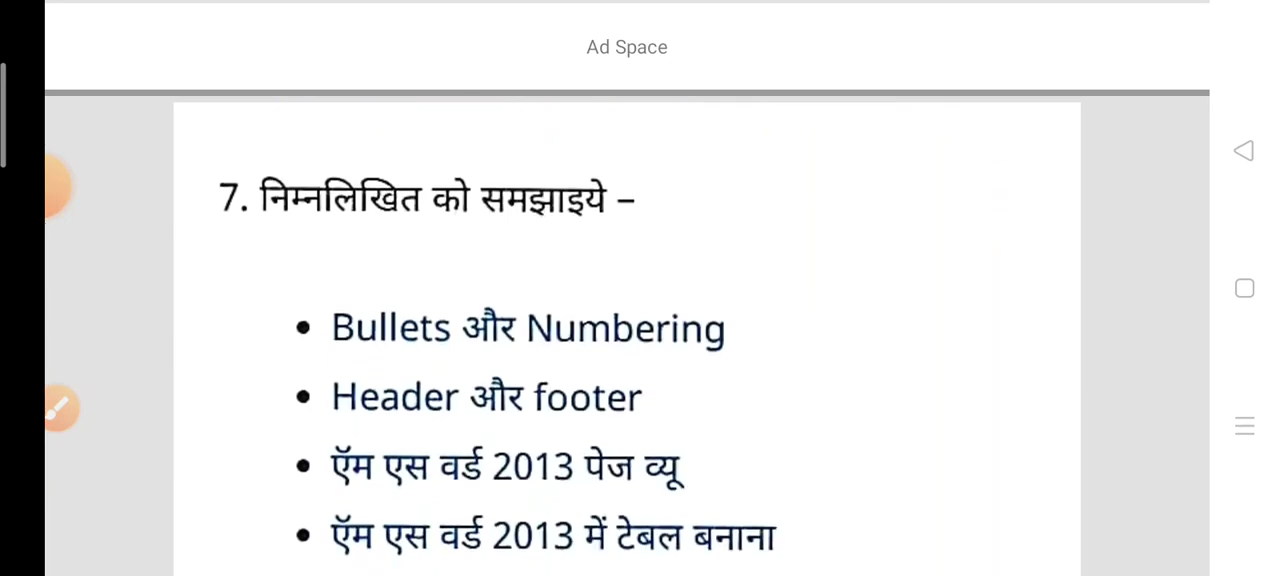 Ad Space
7. निम्नलिखित को समझाइये –
• Bullets और Numbering
• Header और footer
• ऍम एस वर्ड 2013 पेज व्यू
• ऍम एस वर्ड 2013 में टेबल बनाना